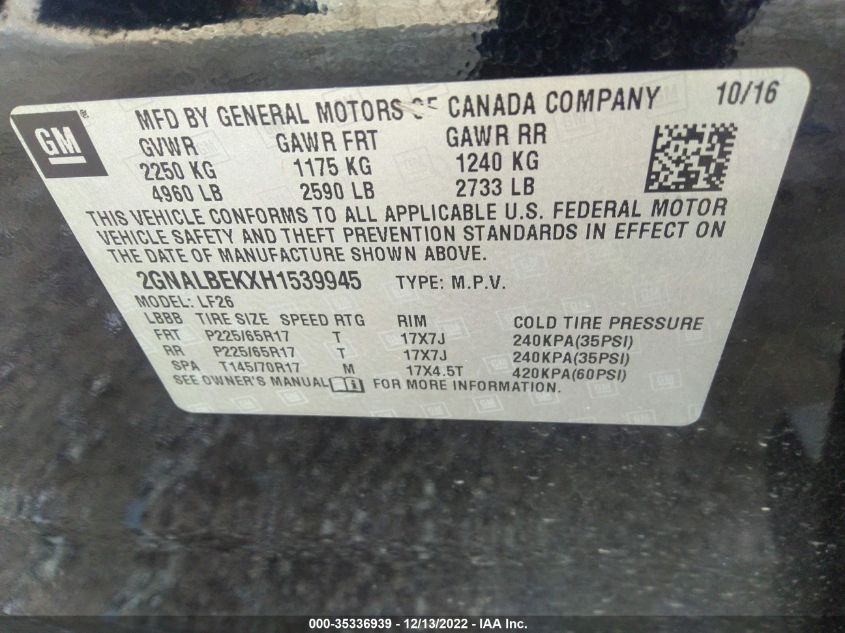 GM ®
MFD BY GENERAL MOTORS OF CANADA COMPANY 10/16
GVWR GAWR FRT GAWR RR
2250 KG 1175 KG 1240 KG
4960 LB 2590 LB 2733 LB
THIS VEHICLE CONFORMS TO ALL APPLICABLE U.S. FEDERAL MOTOR
VEHICLE SAFETY AND THEFT PREVENTION STANDARDS IN EFFECT ON
THE DATE OF MANUFACTURE SHOWN ABOVE.
2GNALBEKXH1539945 TYPE: M.P.V.
MODEL: LF26
LBBB TIRE SIZE SPEED RTG RIM COLD TIRE PRESSURE
FRT P225/65R17 T 17X7J 240KPA(35PSI)
RR P225/65R17 T 17X7J 240KPA(35PSI)
SPA T145/70R17 M 17X4.5T 420KPA(60PSI)
SEE OWNER'S MANUAL FOR MORE INFORMATION.
000-35336939 - 12/13/2022 - IAA Inc.